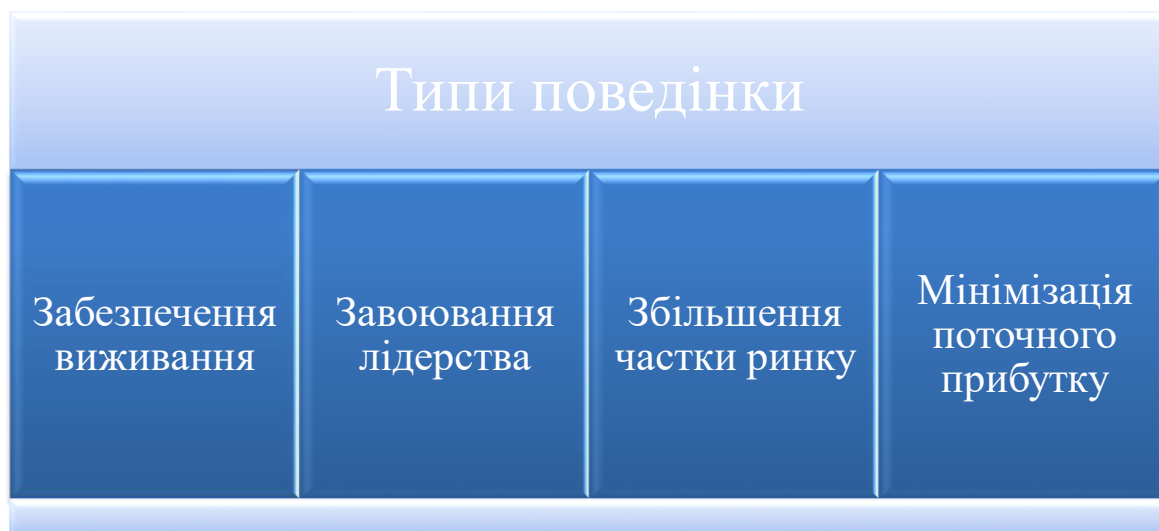 Типи поведінки
Забезпечення
виживання
Завоювання
лідерства
Збільшення
частки ринку
Мінімізація
поточного
прибутку